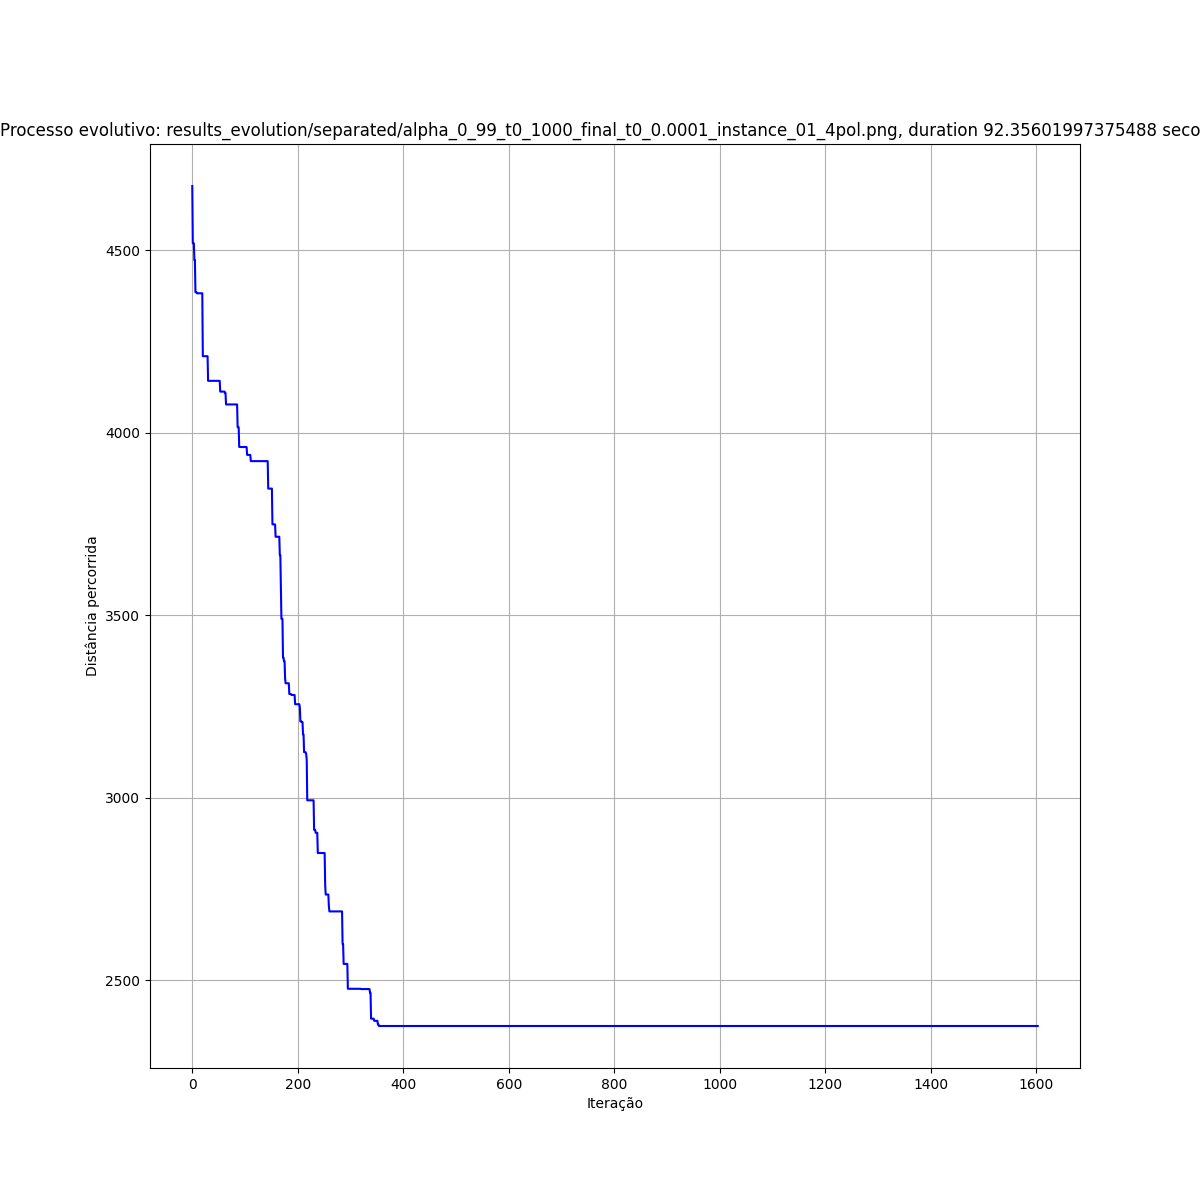 Processo evolutivo: results_evolution/separated/alpha_0_99_t0_1000_final_t0_0.0001_instance_01_4pol.png, duration 92.35601997375488 seco
4500
4000
3500
3000
2500
Distância percorrida
0 200 400 600 800 1000 1200 1400 1600
Iteração